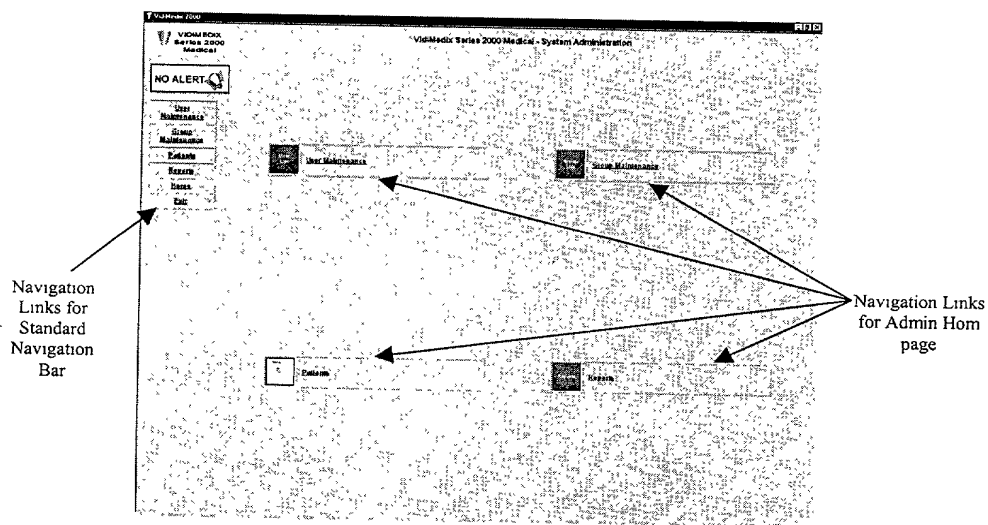 VidiMedix 2000
VIDIMEDIX
Series 2000
Medical
VidiMedix Series 2000 Medical - System Administration
NO ALERT
User
Maintenance
Group
Maintenance
Patients
Reports
Home
Exit
User Maintenance
Group Maintenance
Patients
Reports
Navigation
Links for
Standard
Navigation
Bar
Navigation Links
for Admin Hom
page